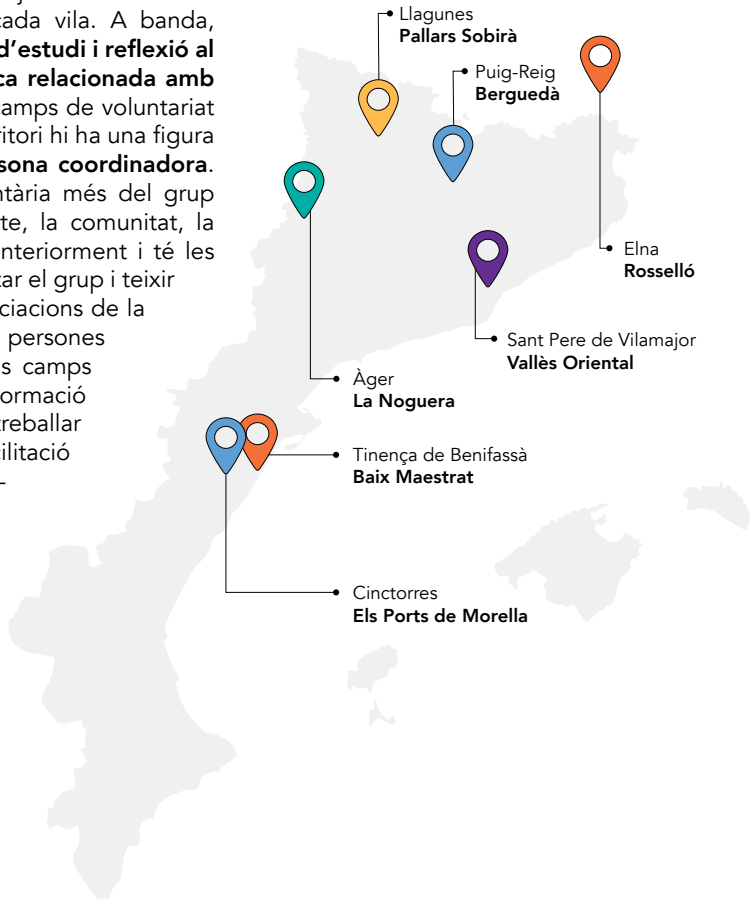 cada vila. A banda,
d’estudi i reflexió al
ca relacionada amb
camps de voluntariat
ritori hi ha una figura
sona coordinadora.
ntària més del grup
te, la comunitat, la
nteriorment i té les
tar el grup i teixir
ciacions de la
persones
s camps
ormació
treballar
cilitació
-
Llagunes
Pallars Sobirà
Puig-Reig
Berguedà
Elna
Rosselló
Sant Pere de Vilamajor
Vallès Oriental
Àger
La Noguera
Tinença de Benifassà
Baix Maestrat
Cinctorres
Els Ports de Morella